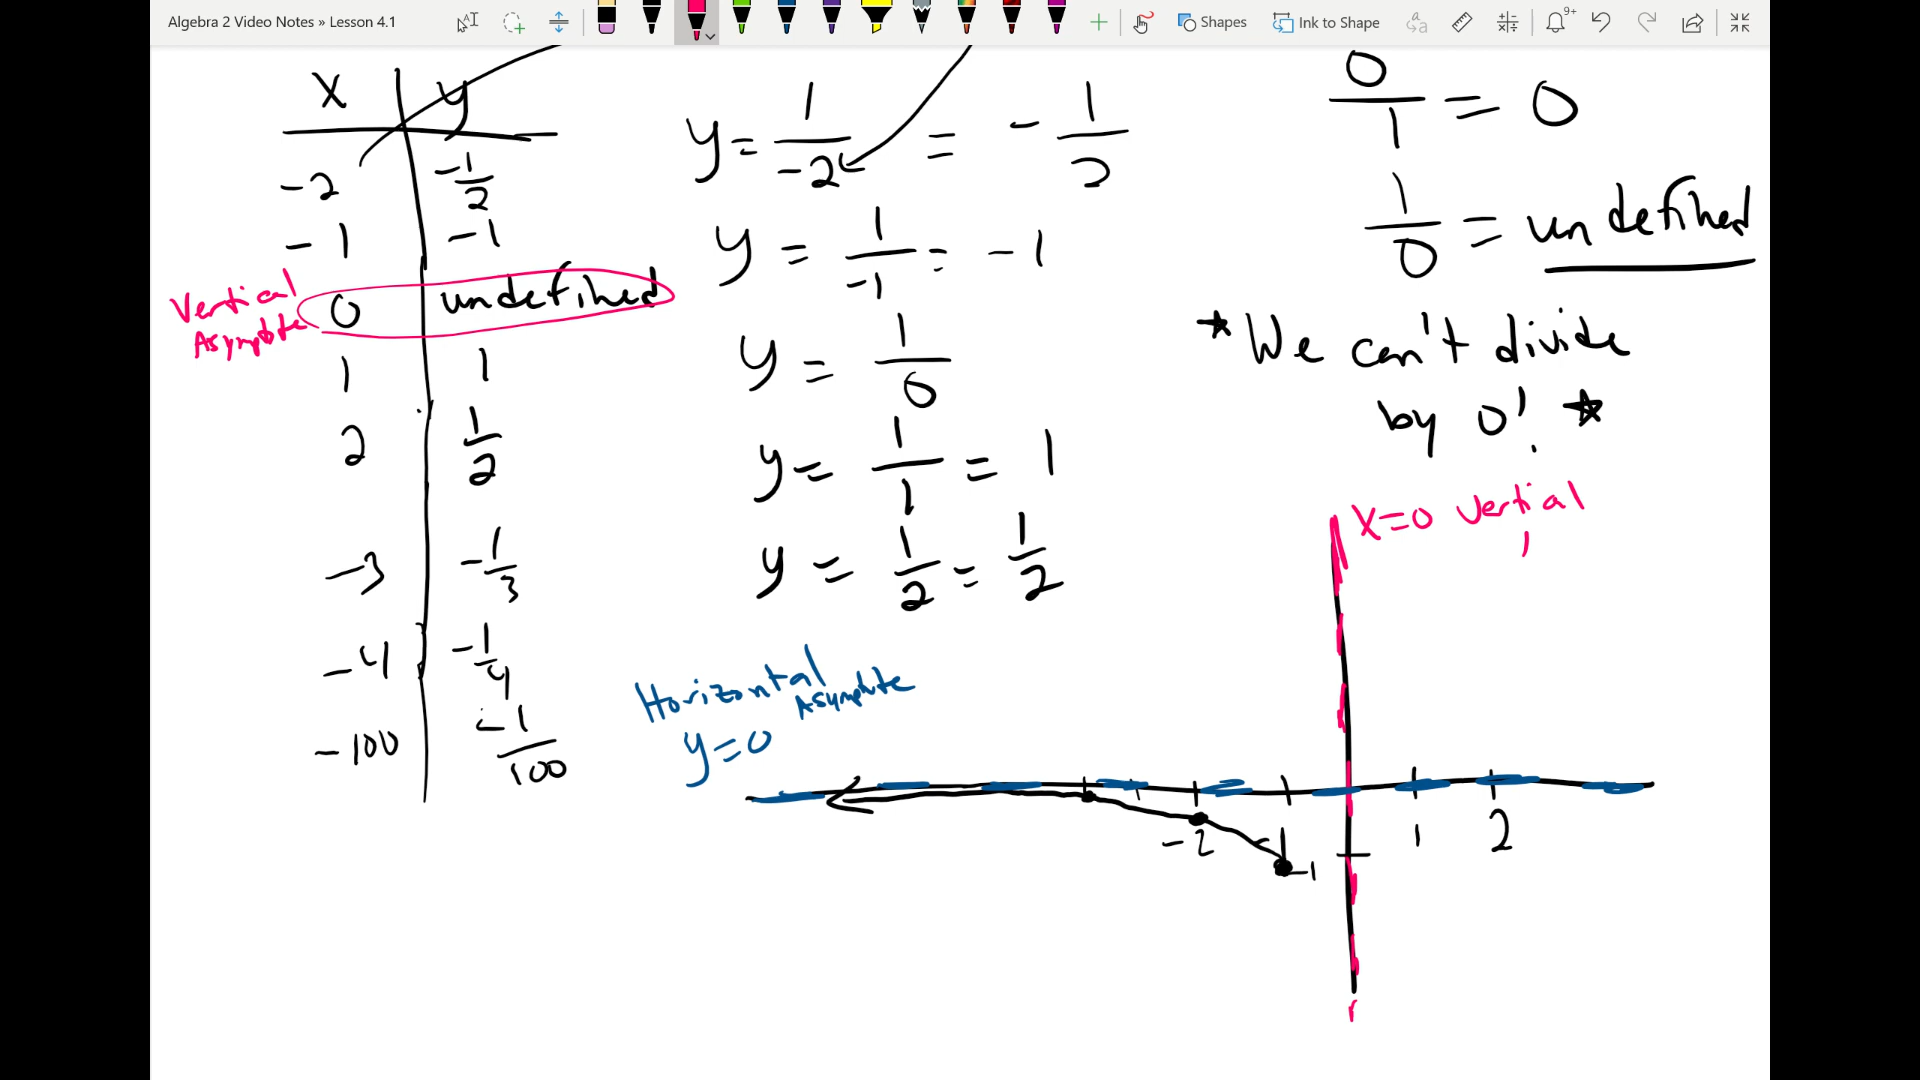 Algebra 2 Video Notes » Lesson 4.1
Shapes
Ink to Shape
9+
x y
-2 -1/2
-1 -1
Vertical Asymptote
0 undefined
1 1
2 1/2
-3 -1/3
-4 -1/4
-100 -1/100
y = 1/-2 = -1/2
y = 1/-1 = -1
y = 1/0
y = 1/1 = 1
y = 1/2 = 1/2
0/1 = 0
1/0 = undefined
* We can't divide
by 0! *
x=0 Vertial
Horizontal
Asymptote
y=0
-2 1 2
-1